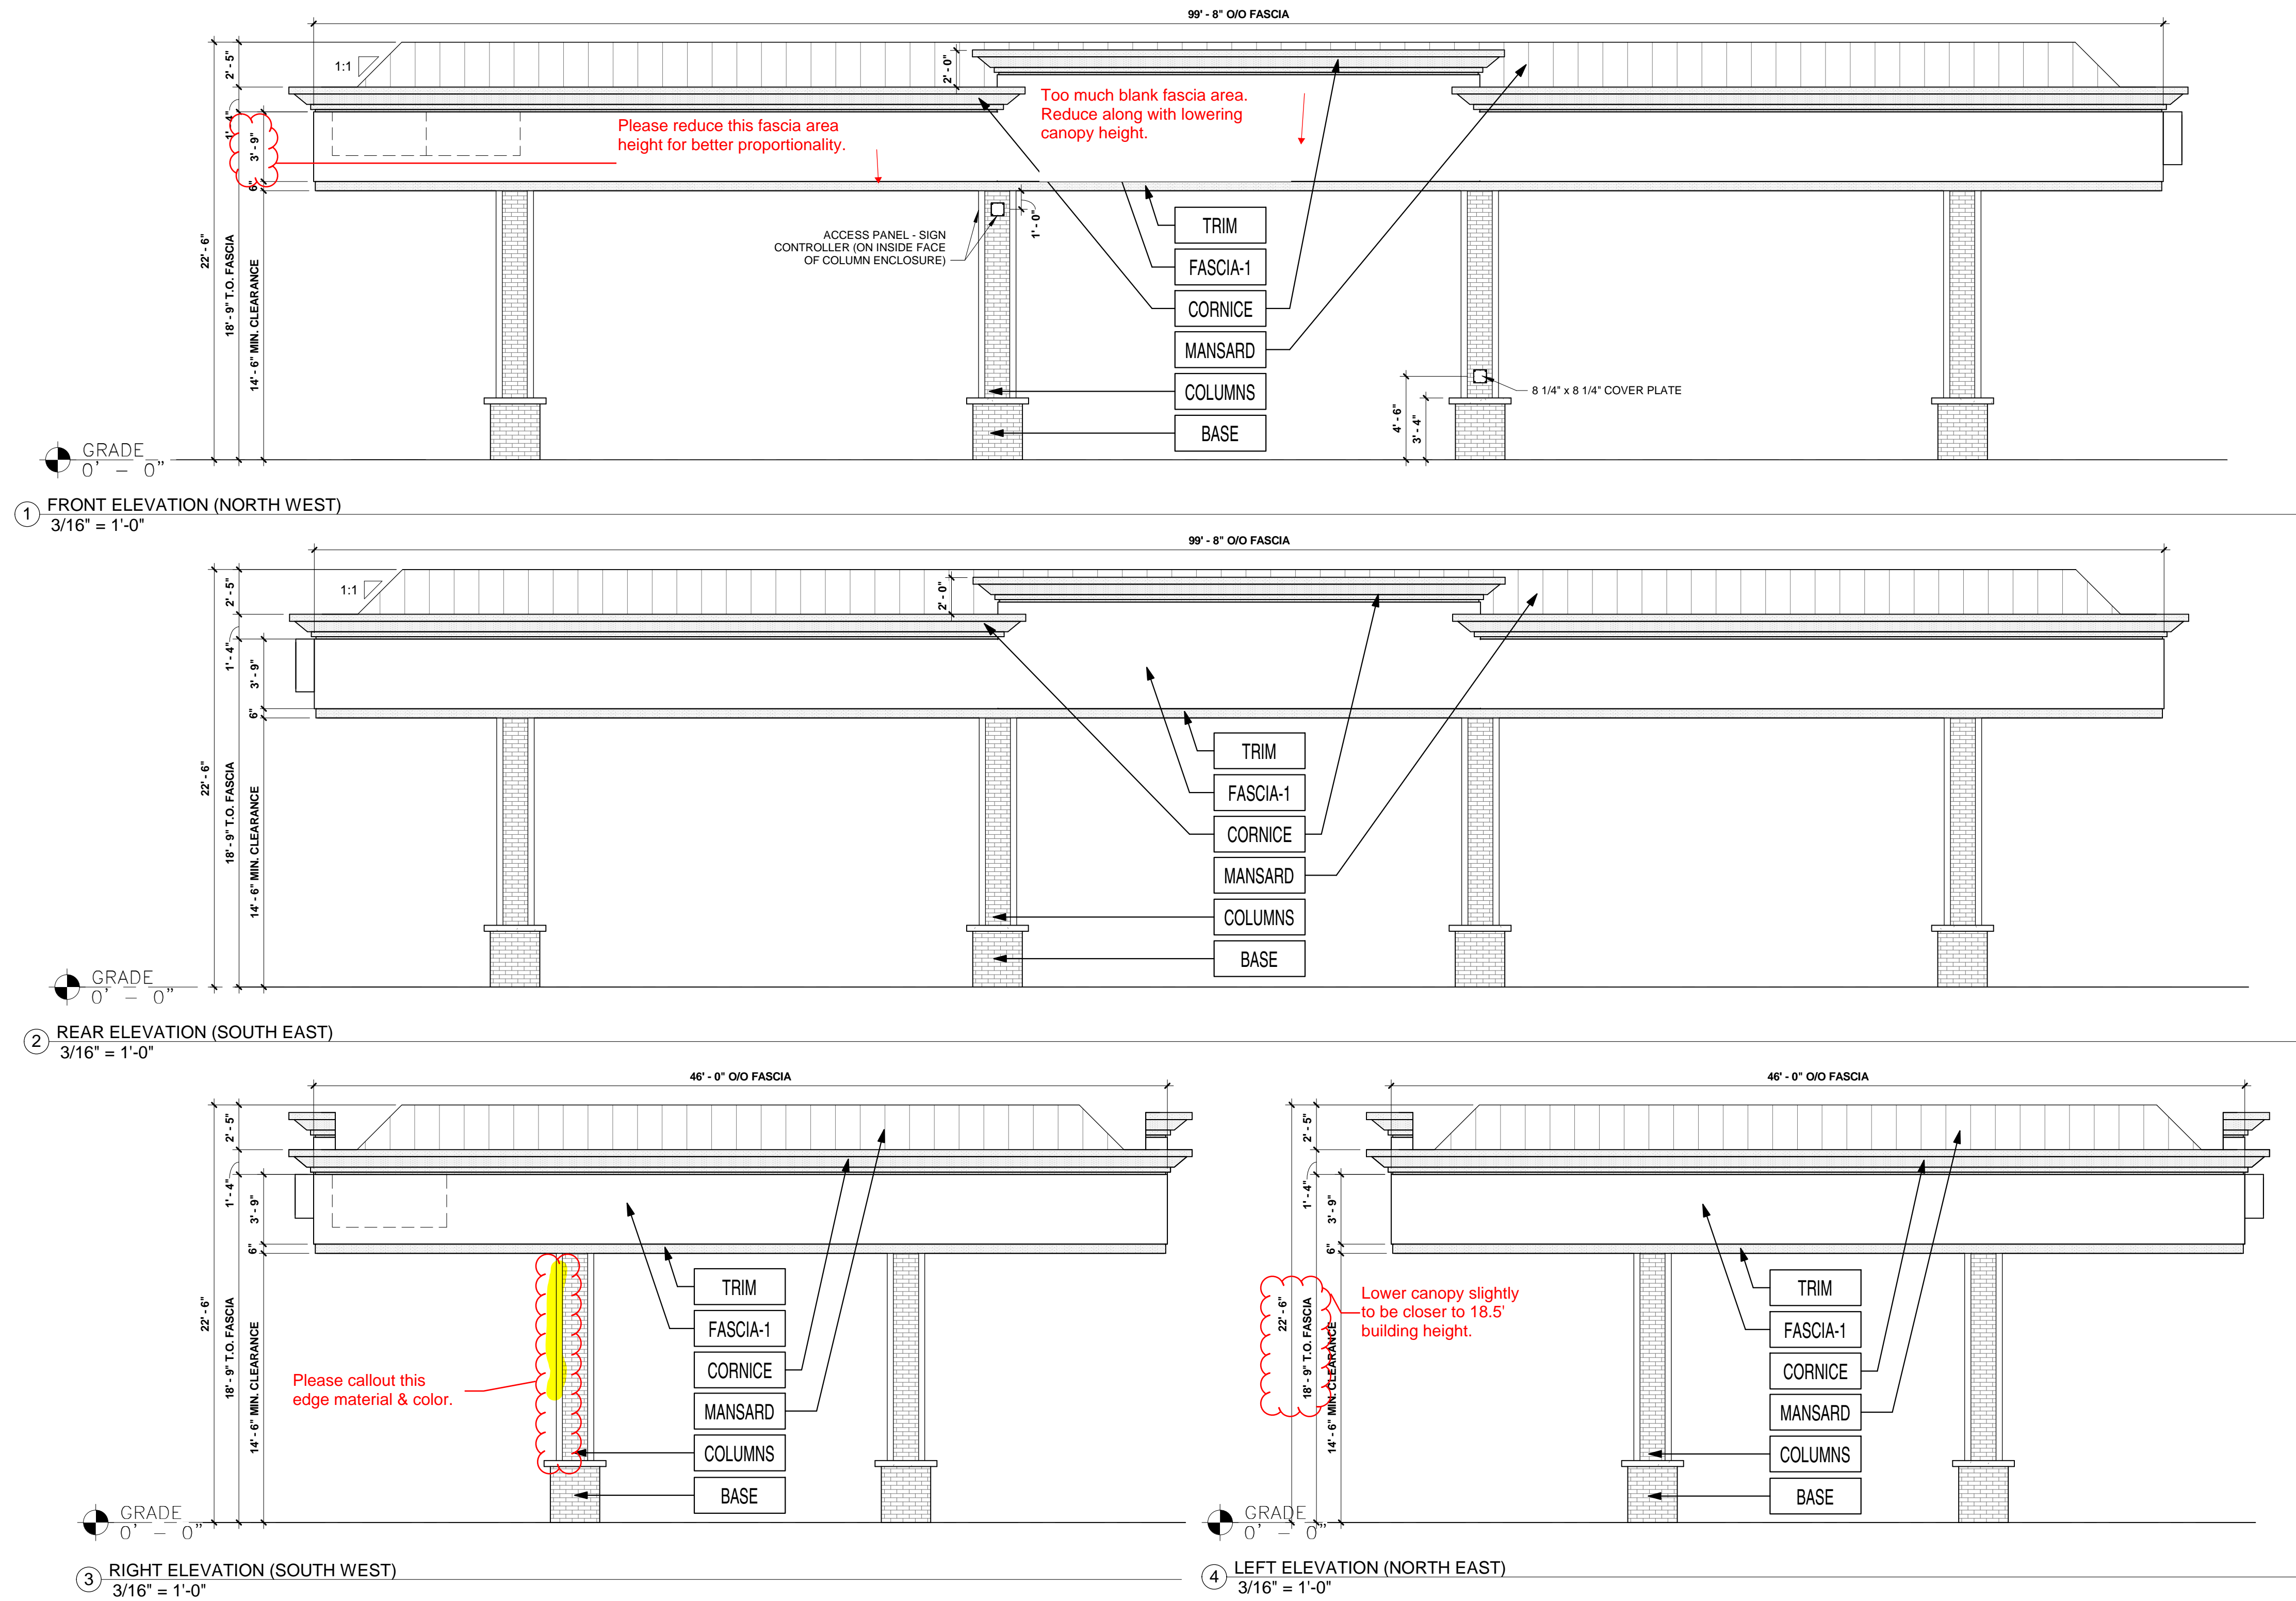 99' - 8" O/O FASCIA
1:1
2' - 5"
1' - 4"
3' - 9"
6"
22' - 6"
18' - 9" T.O. FASCIA
14' - 6" MIN. CLEARANCE
2' - 0"
Please reduce this fascia area
height for better proportionality.
Too much blank fascia area.
Reduce along with lowering
canopy height.
ACCESS PANEL - SIGN
CONTROLLER (ON INSIDE FACE
OF COLUMN ENCLOSURE)
1' - 0"
TRIM
FASCIA-1
CORNICE
MANSARD
COLUMNS
BASE
4' - 6"
3' - 4"
8 1/4" x 8 1/4" COVER PLATE
GRADE
0' - 0"
1
FRONT ELEVATION (NORTH WEST)
3/16" = 1'-0"
99' - 8" O/O FASCIA
1:1
2' - 5"
1' - 4"
3' - 9"
6"
22' - 6"
18' - 9" T.O. FASCIA
14' - 6" MIN. CLEARANCE
2' - 0"
TRIM
FASCIA-1
CORNICE
MANSARD
COLUMNS
BASE
GRADE
0' - 0"
2
REAR ELEVATION (SOUTH EAST)
3/16" = 1'-0"
46' - 0" O/O FASCIA
2' - 5"
1' - 4"
3' - 9"
6"
22' - 6"
18' - 9" T.O. FASCIA
14' - 6" MIN. CLEARANCE
Please callout this
edge material & color.
TRIM
FASCIA-1
CORNICE
MANSARD
COLUMNS
BASE
GRADE
0' - 0"
3
RIGHT ELEVATION (SOUTH WEST)
3/16" = 1'-0"
46' - 0" O/O FASCIA
2' - 5"
1' - 4"
3' - 9"
6"
22' - 6"
18' - 9" T.O. FASCIA
14' - 6" MIN. CLEARANCE
Lower canopy slightly
to be closer to 18.5'
building height.
TRIM
FASCIA-1
CORNICE
MANSARD
COLUMNS
BASE
GRADE
0' - 0"
4
LEFT ELEVATION (NORTH EAST)
3/16" = 1'-0"